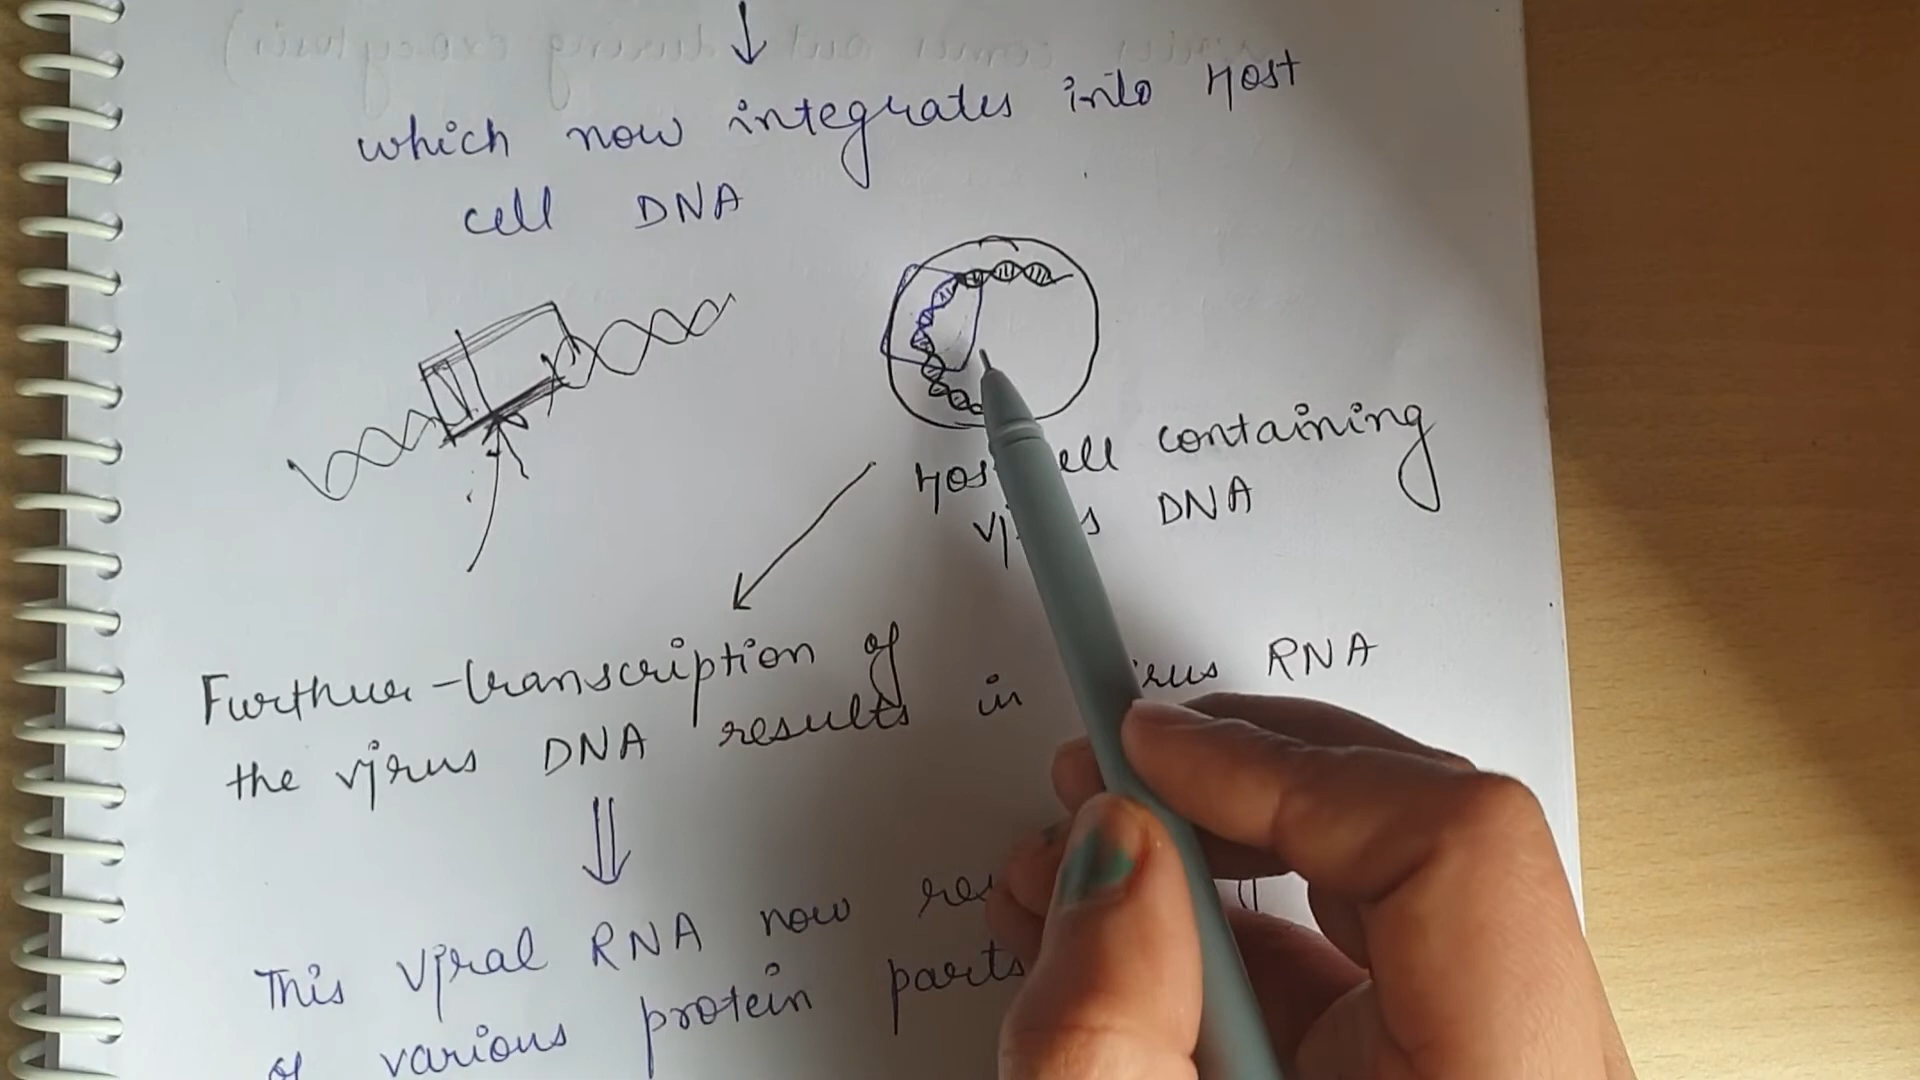 which now integrates into Host
cell DNA
cell containing
DNA
Further transcription of
the virus DNA results in virus RNA
This viral RNA now
of various protein parts